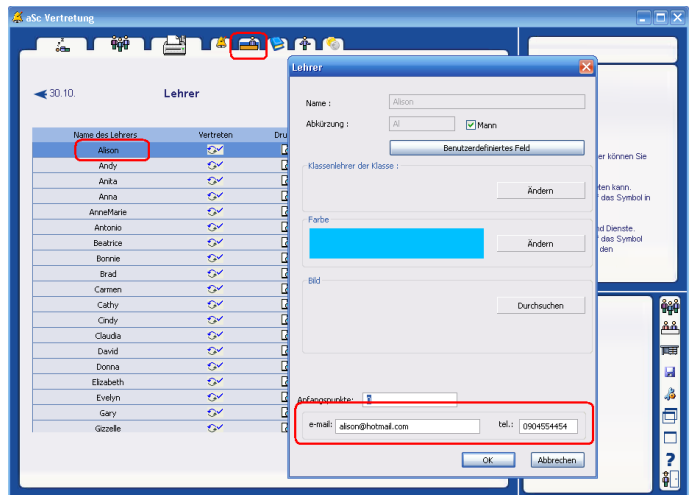 aSc Vertretung
30.10.
Lehrer
Name des Lehrers Vertreten Dru
Alison
Andy
Anita
Anna
AnneMarie
Antonio
Beatrice
Bonnie
Brad
Carmen
Cathy
Cindy
Claudia
David
Donna
Elizabeth
Evelyn
Gary
Gizzelle
Lehrer
Name : Alison
Abkürzung : Al Mann
Benutzerdefiniertes Feld
Klassenlehrer der Klasse :
Ändern
Farbe
Ändern
Bild
Durchsuchen
Anfangspunkte:
e-mail: alison@hotmail.com tel.: 0904554454
OK Abbrechen
er können Sie
ten kann.
das Symbol in
d Dienste.
das Symbol
den